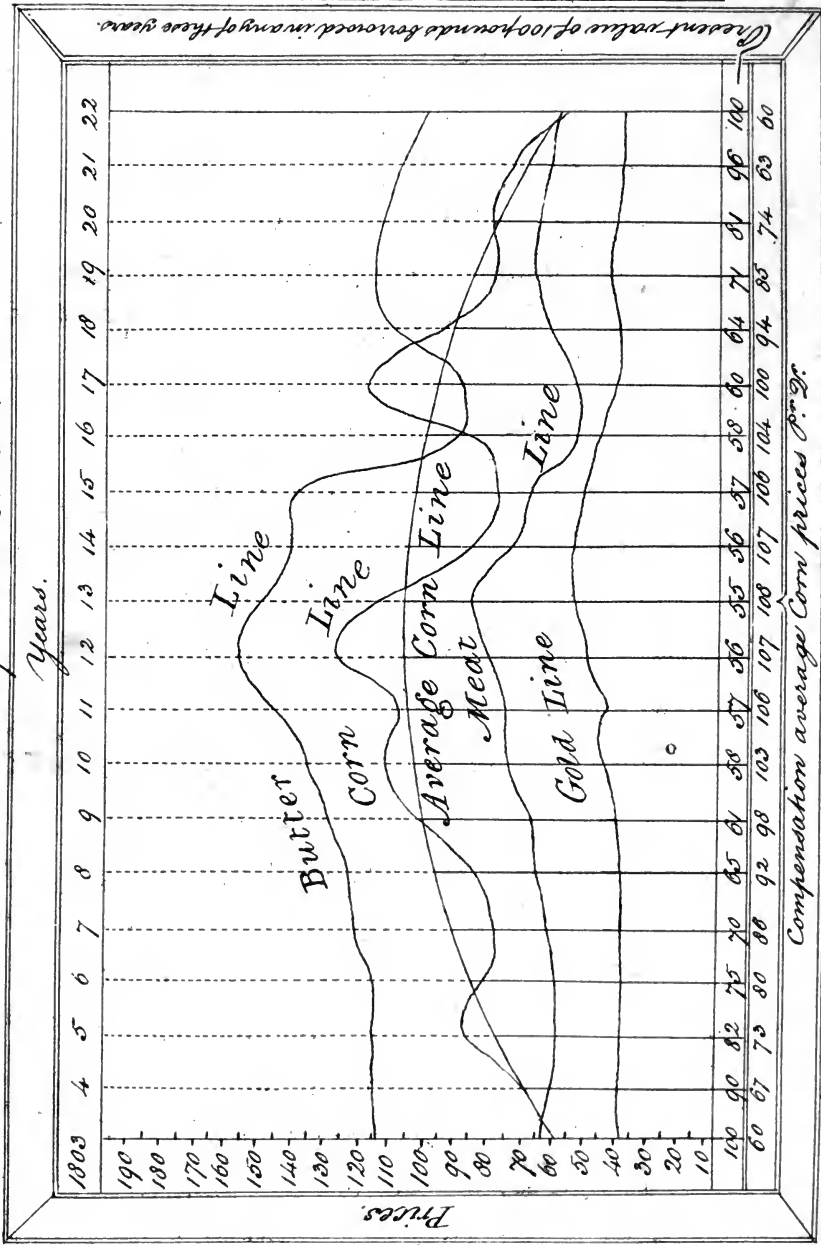 Years.
1803 4 5 6 7 8 9 10 11 12 13 14 15 16 17 18 19 20 21 22
Prices.
190
180
170
160
150
140
130
120
110
100
90
80
70
60
50
40
30
20
10
Butter Line
Corn Line
Average Corn Line
Meat Line
Gold Line
100 90 82 75 70 65 61 58 57 56 55 56 57 58 60 64 71 81 96 100
60 67 73 80 86 92 98 103 106 107 108 107 106 104 100 94 85 74 63 60
Compensation average Corn prices Pr. Qr.
Present value of 100 pounds borrowed in any of these years.